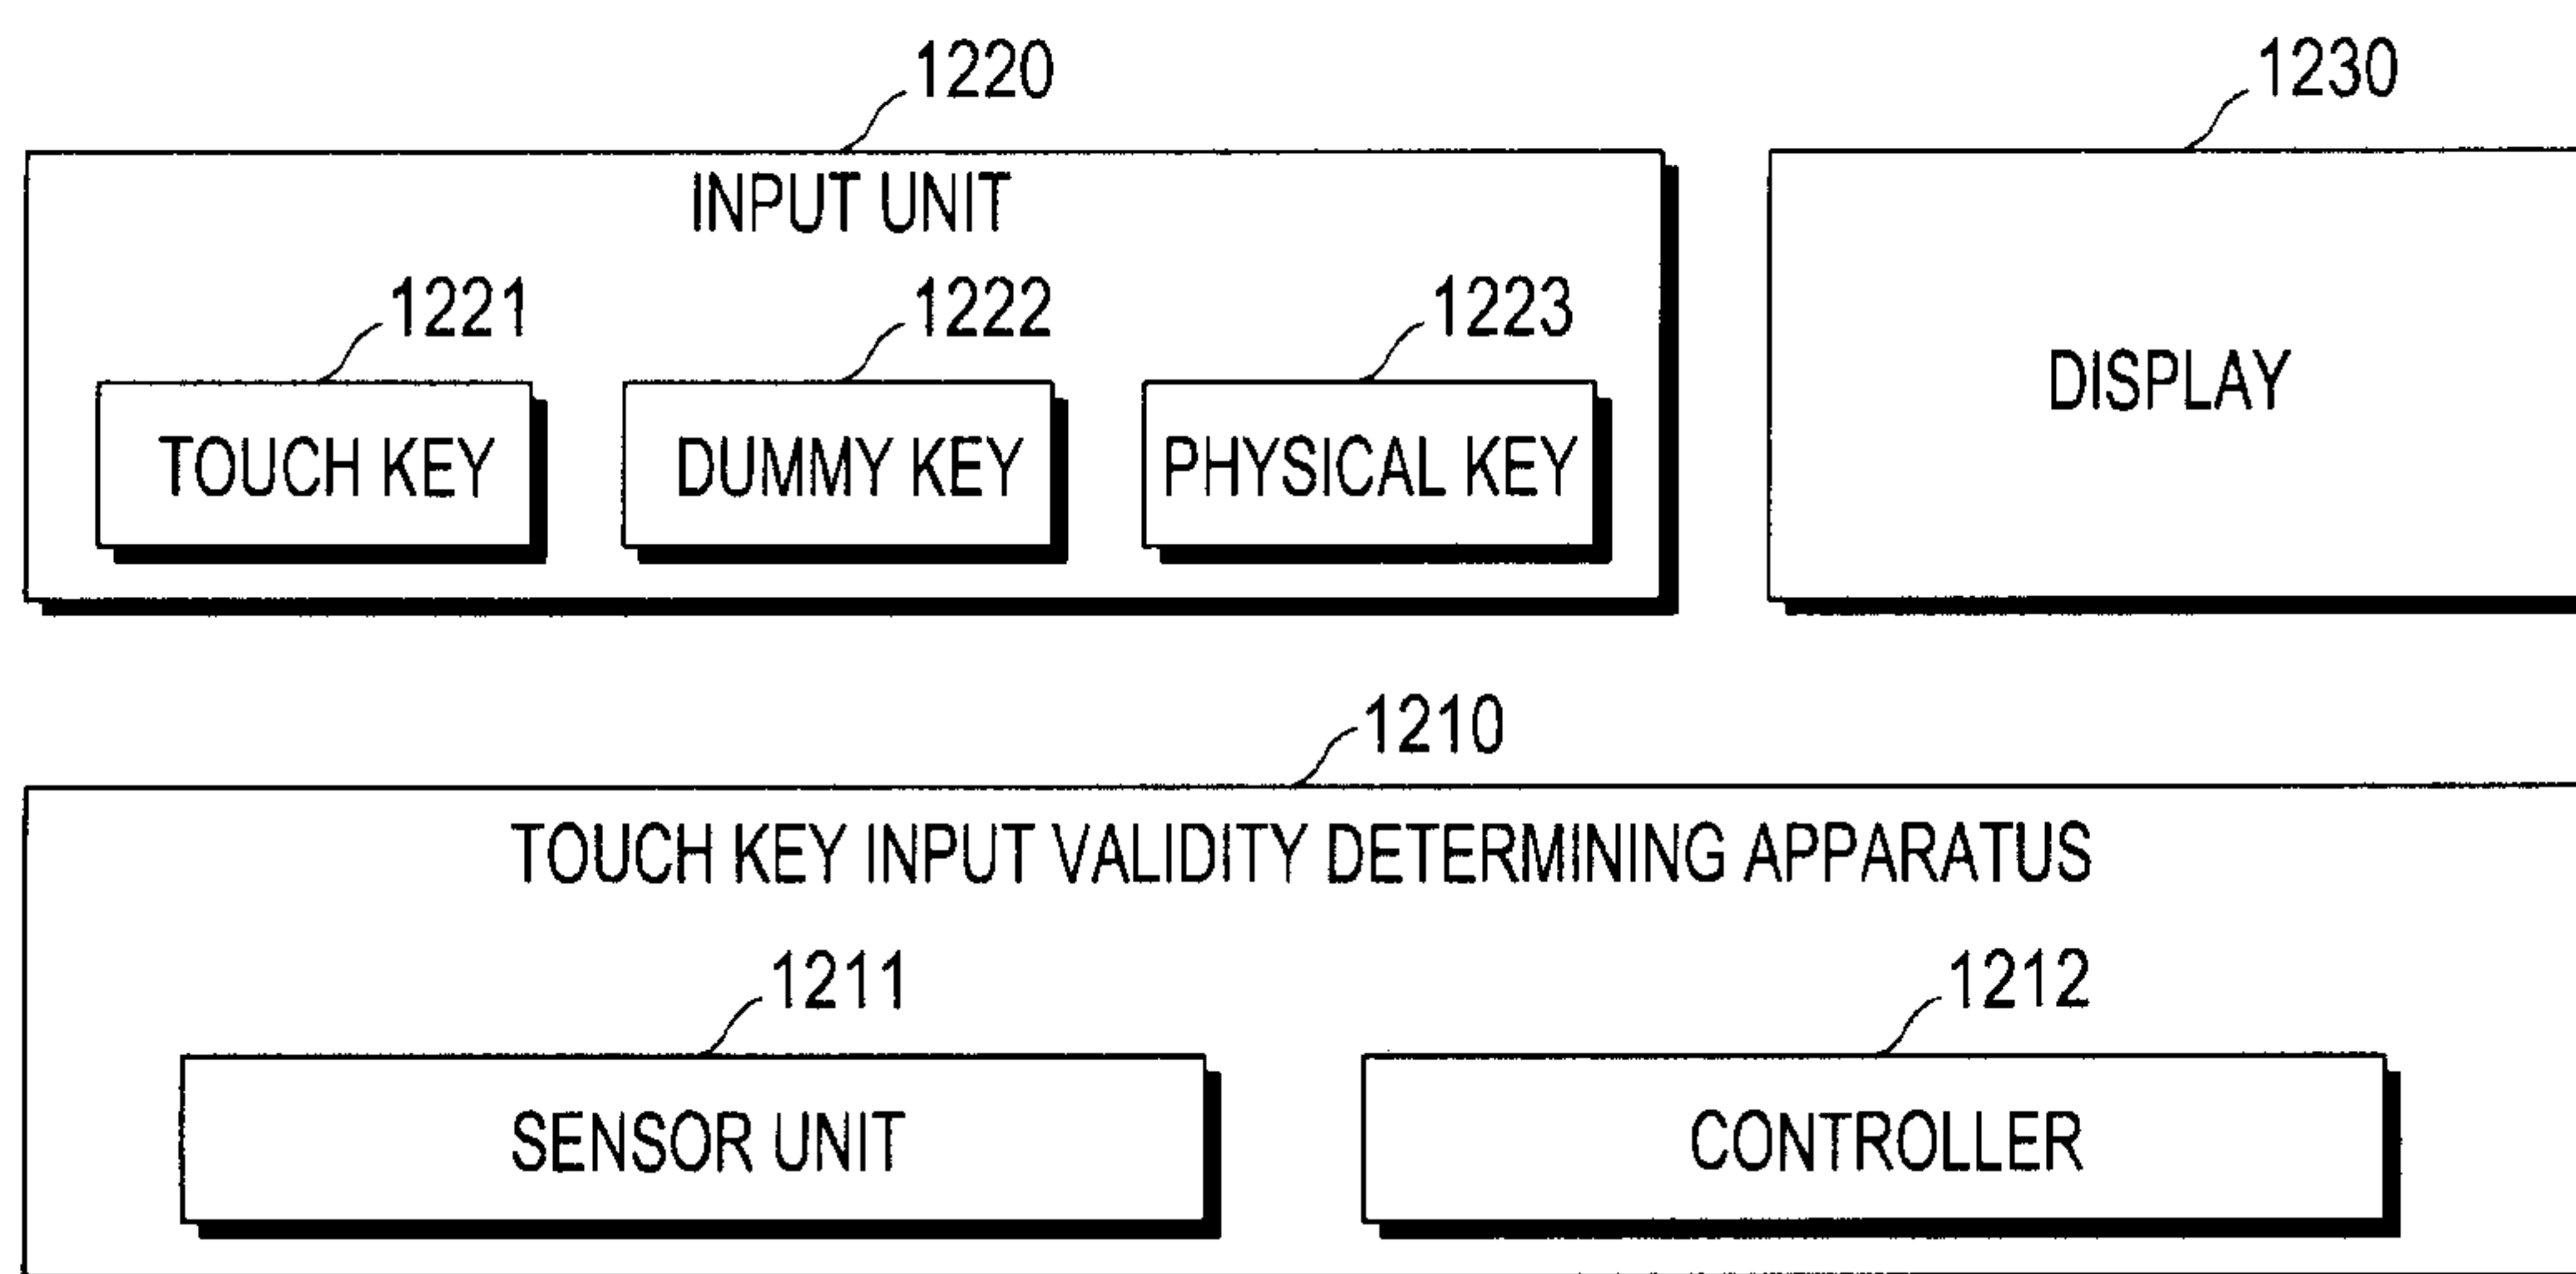 1220
1230
INPUT UNIT
1221
1222
1223
TOUCH KEY
DUMMY KEY
PHYSICAL KEY
DISPLAY
1210
TOUCH KEY INPUT VALIDITY DETERMINING APPARATUS
1211
1212
SENSOR UNIT
CONTROLLER